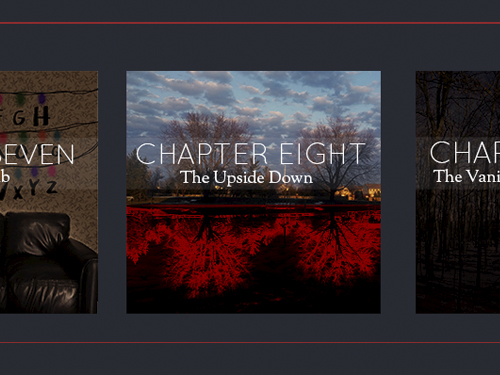 G H
SEVEN
b
W X Y Z
CHAPTER EIGHT
The Upside Down
CHAP
The Vani